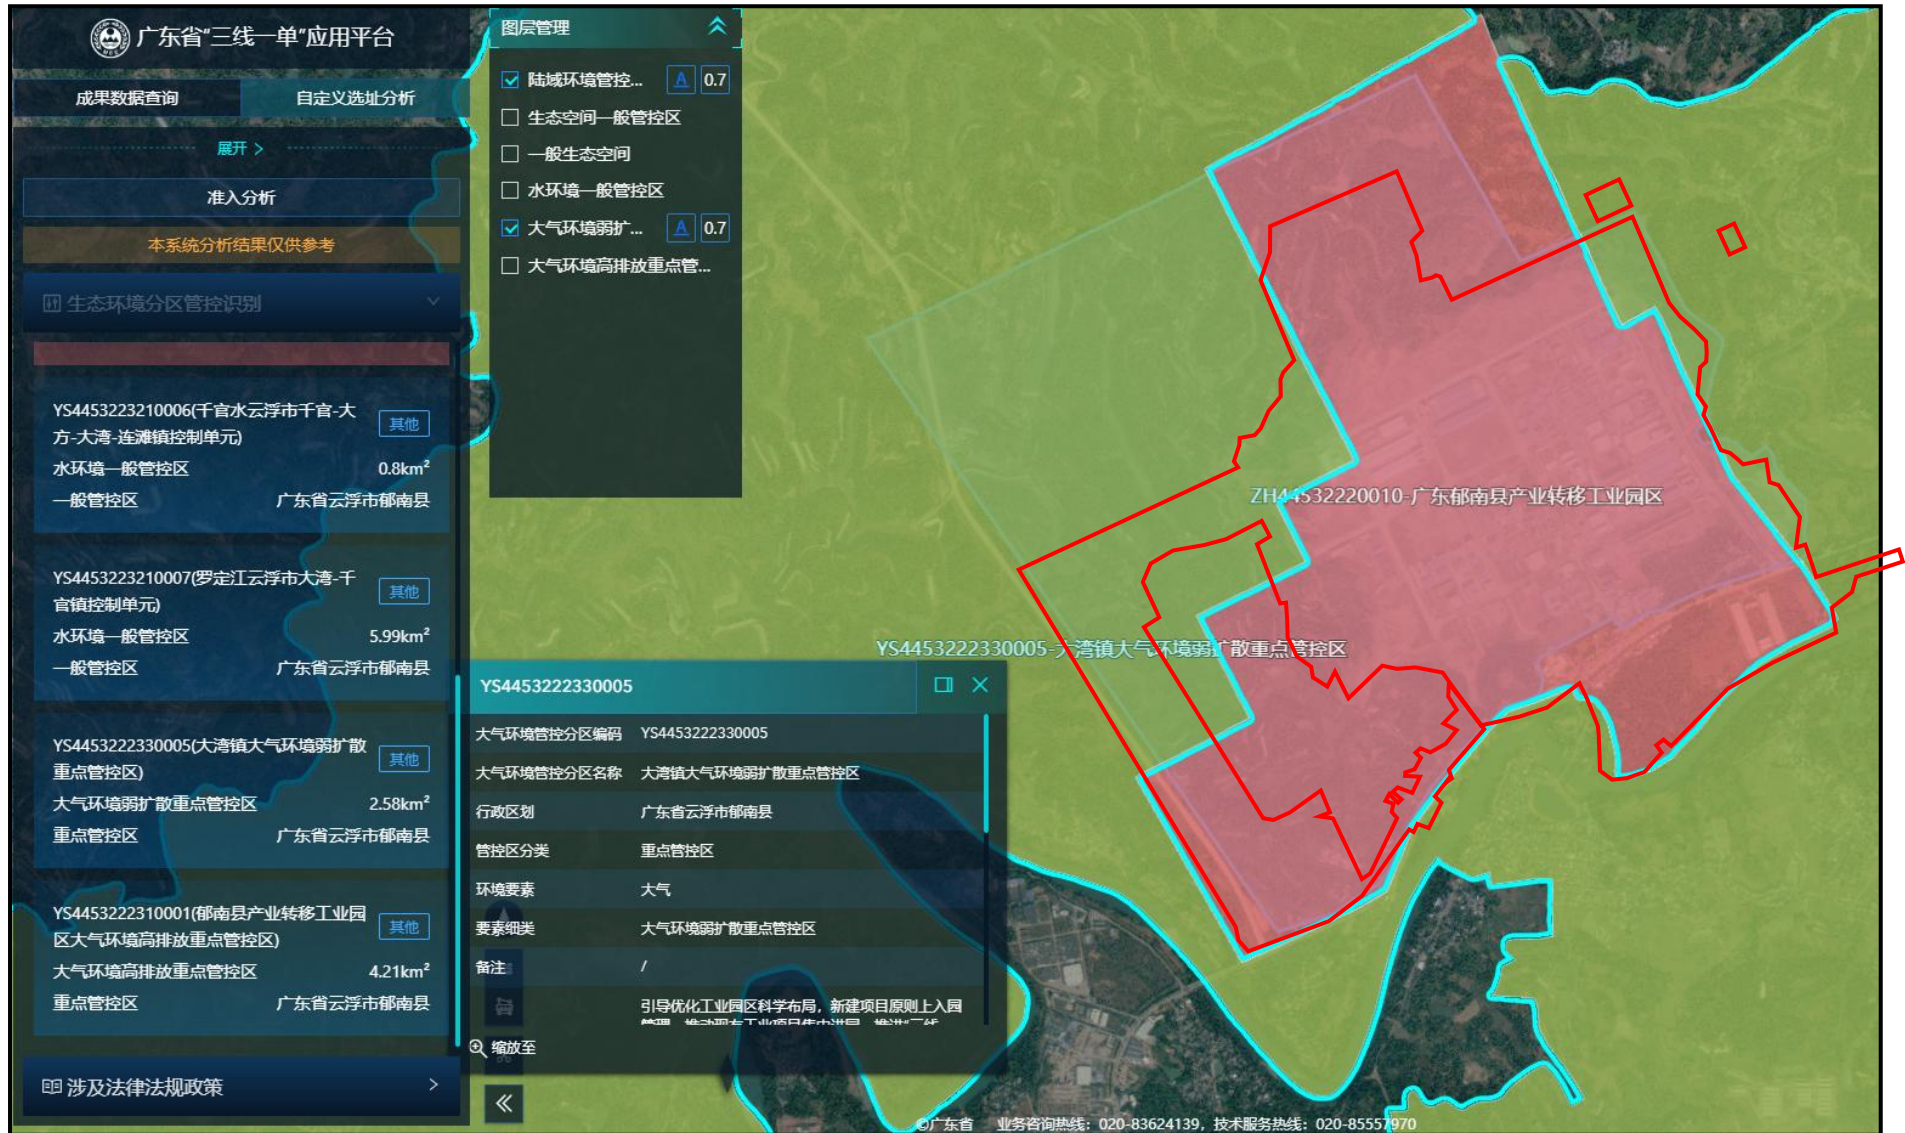 广东省“三线一单”应用平台
成果数据查询
自定义选址分析
展开 >
准入分析
本系统分析结果仅供参考
生态环境分区管控识别
YS4453223210006(千官水云浮市千官-大
方-大湾-连滩镇控制单元)
其他
水环境一般管控区 0.8km²
一般管控区 广东省云浮市郁南县
YS4453223210007(罗定江云浮市大湾-千
官镇控制单元)
其他
水环境一般管控区 5.99km²
一般管控区 广东省云浮市郁南县
YS4453222330005(大湾镇大气环境弱扩散
重点管控区)
其他
大气环境弱扩散重点管控区 2.58km²
重点管控区 广东省云浮市郁南县
YS4453222310001(郁南县产业转移工业园
区大气环境高排放重点管控区)
其他
大气环境高排放重点管控区 4.21km²
重点管控区 广东省云浮市郁南县
涉及法律法规政策
图层管理
陆域环境管控... A 0.7
生态空间一般管控区
一般生态空间
水环境一般管控区
大气环境弱扩... A 0.7
大气环境高排放重点管...
ZH44532220010-广东郁南县产业转移工业园区
YS4453222330005-大湾镇大气环境弱扩散重点管控区
YS4453222330005
大气环境管控分区编码 YS4453222330005
大气环境管控分区名称 大湾镇大气环境弱扩散重点管控区
行政区划 广东省云浮市郁南县
管控区分类 重点管控区
环境要素 大气
要素细类 大气环境弱扩散重点管控区
备注 /
引导优化工业园区科学布局，新建项目原则上入园
管理，推动现有工业项目集中进园，推进“三线
缩放至
©广东省 业务咨询热线：020-83624139，技术服务热线：020-85557970